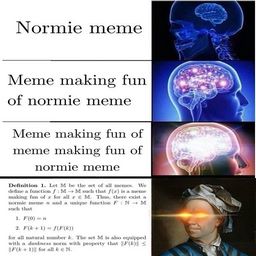 Normie meme
Meme making fun
of normie meme
Meme making fun of
meme making fun of
normie meme
Definition 1. Let M be the set of all memes. We
define a function f : M → M such that f(x) is a meme
making fun of x for all x ∈ M. Thus, there exist a
normie meme n and a unique function F : N → M
such that
1. F(0) = n
2. F(k + 1) = f(F(k))
for all natural number k. The set M is also equipped
with a dankness norm with property that ||F(k)|| ≤
||F(k + 1)|| for all k ∈ N.